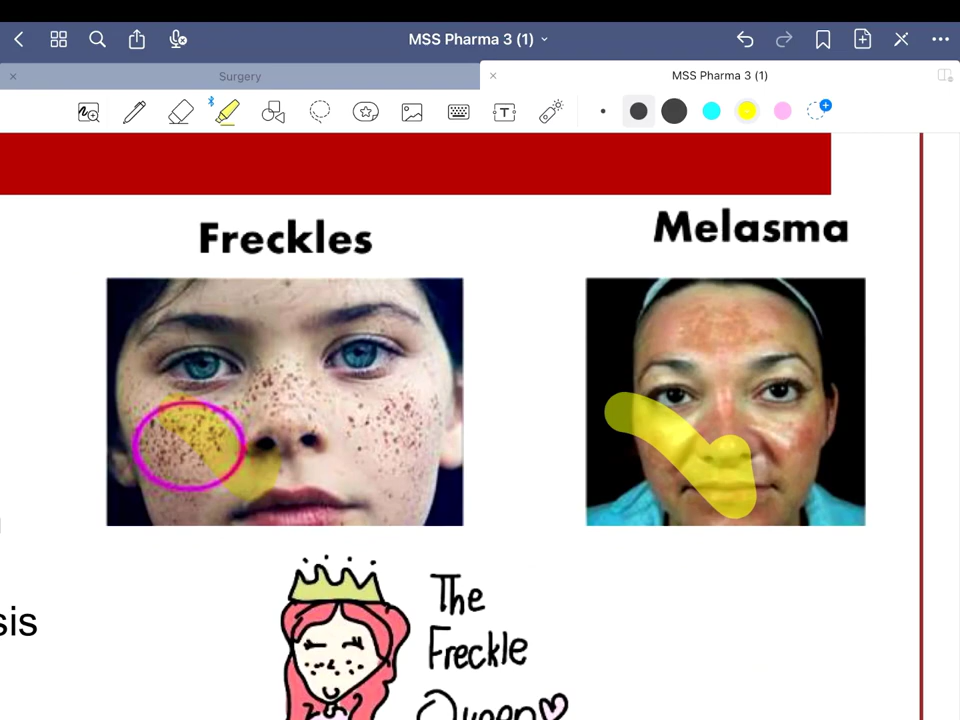 MSS Pharma 3 (1)
Surgery
MSS Pharma 3 (1)
Freckles
Melasma
sis
The
Freckle
Queen